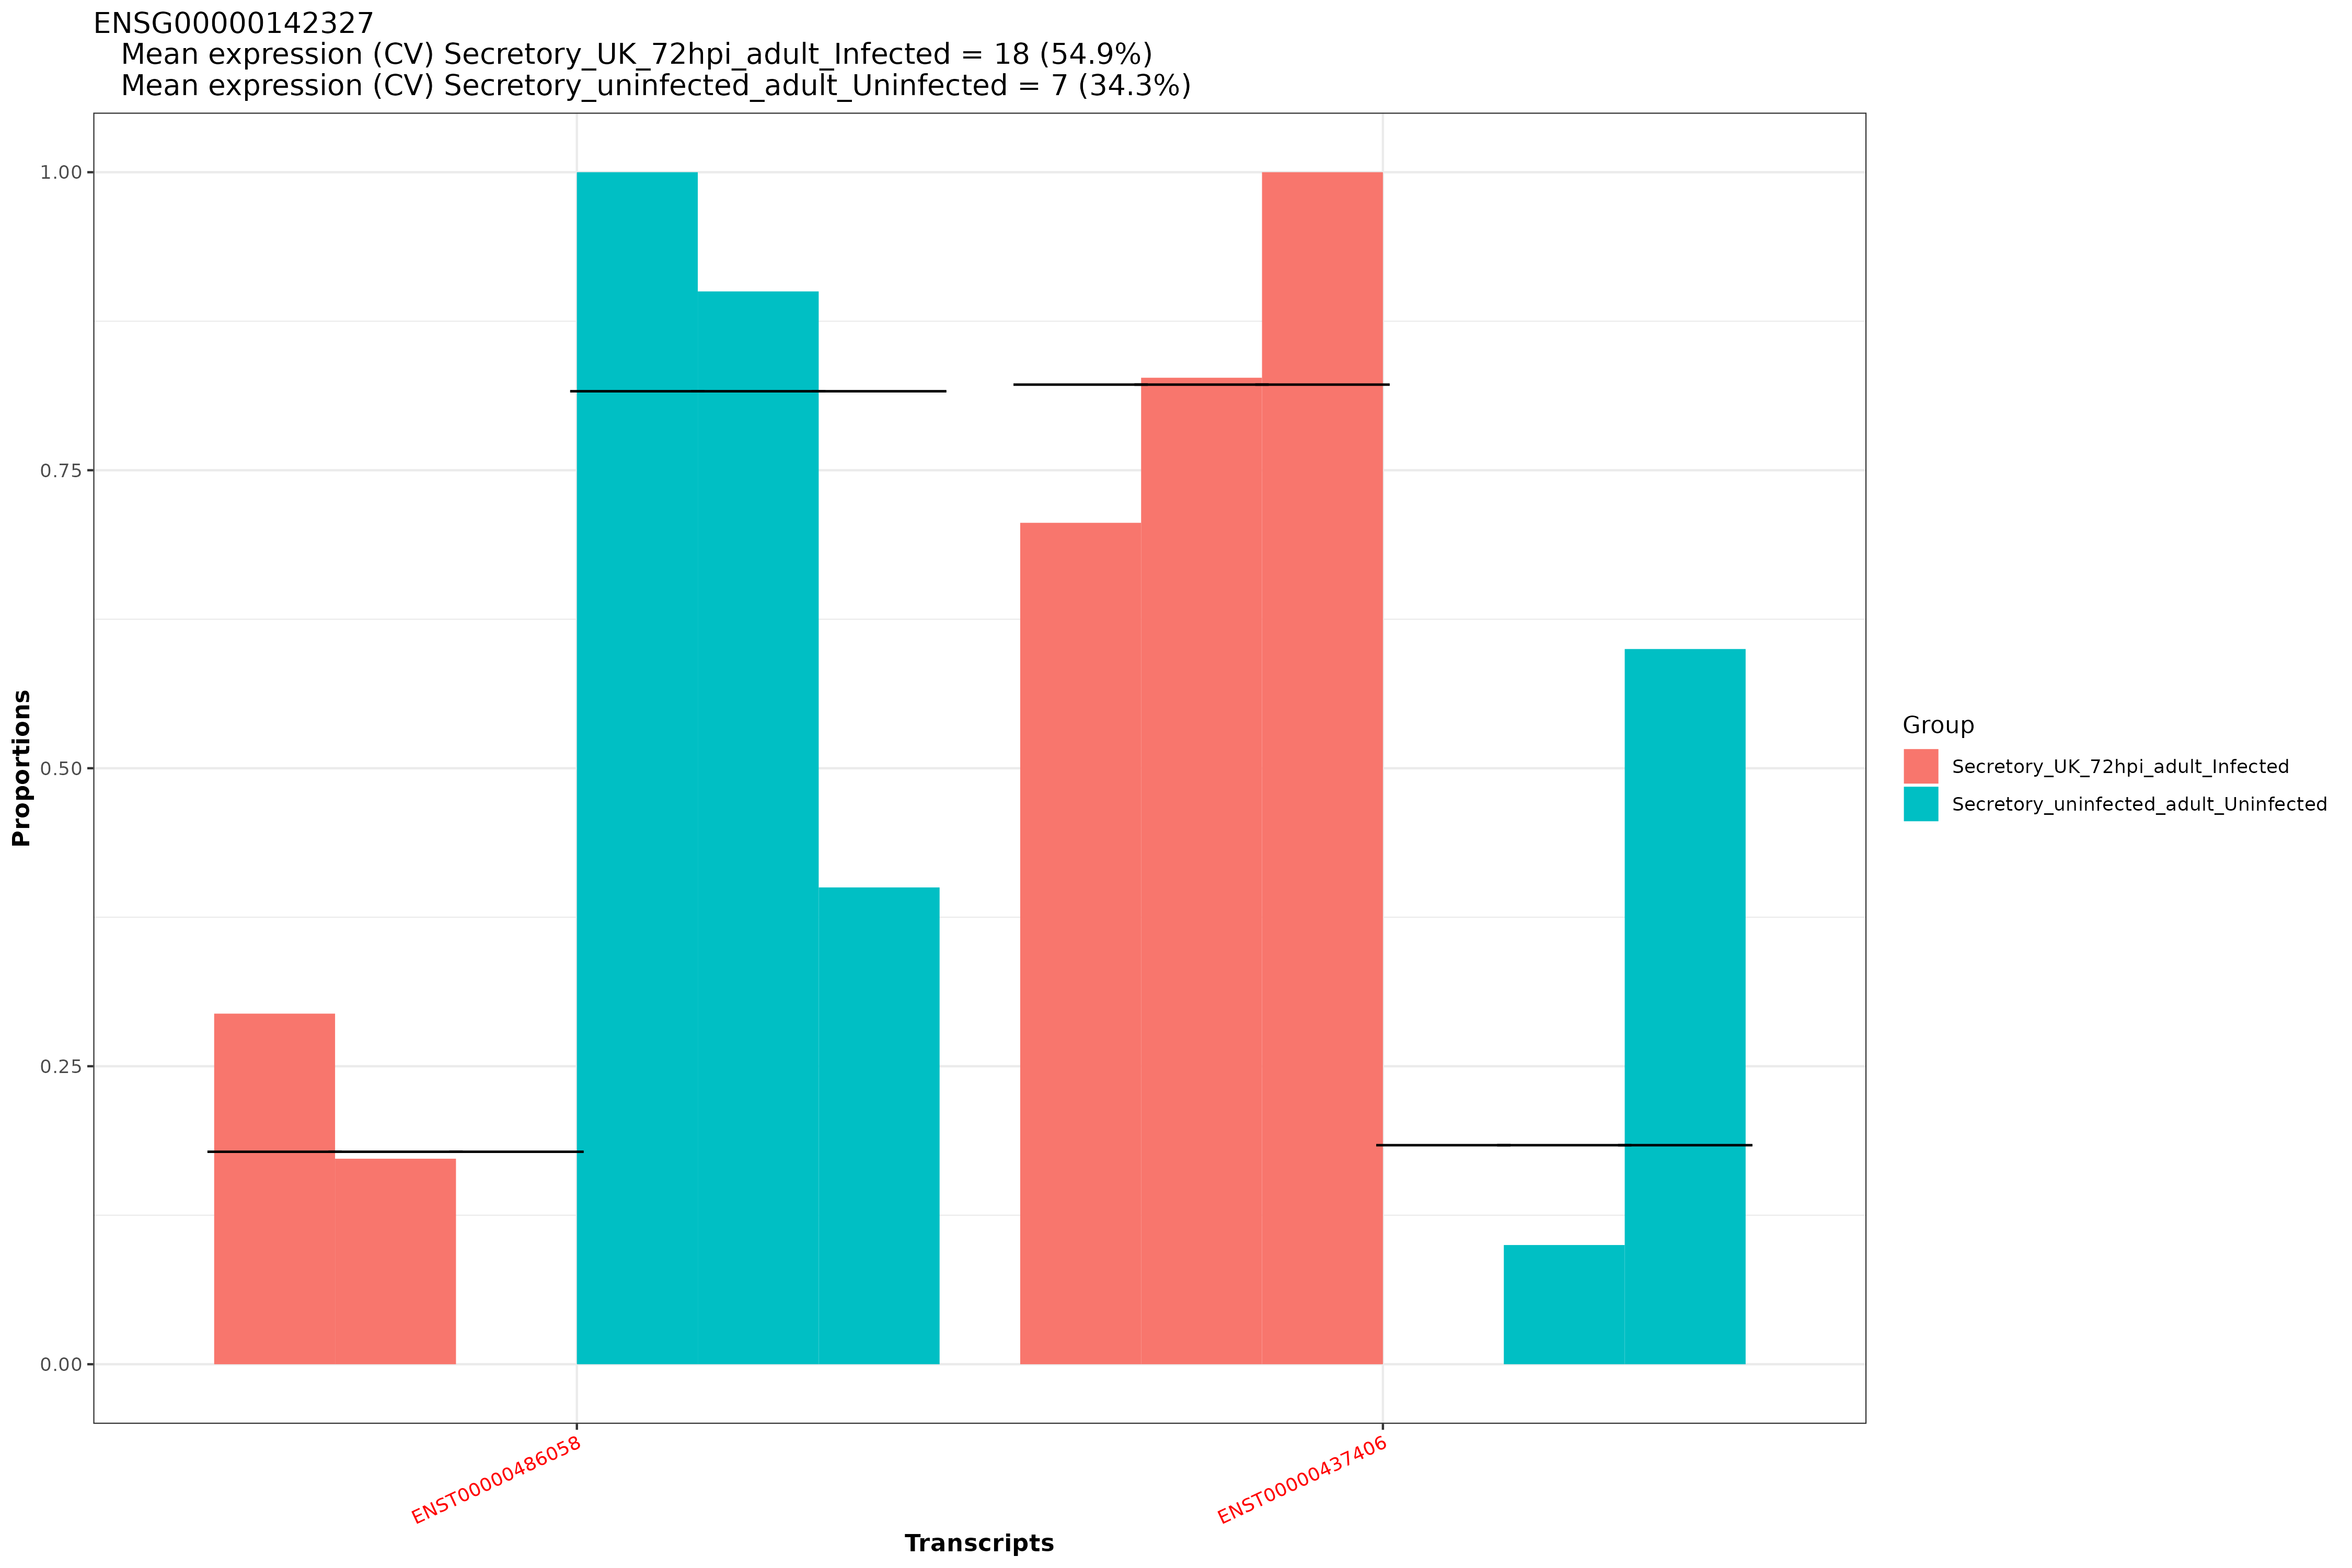 ENSG00000142327
Mean expression (CV) Secretory_UK_72hpi_adult_Infected = 18 (54.9%)
Mean expression (CV) Secretory_uninfected_adult_Uninfected = 7 (34.3%)
1.00
0.75
0.50
0.25
0.00
Proportions
ENST00000486058
ENST00000437406
Transcripts
Group
Secretory_UK_72hpi_adult_Infected
Secretory_uninfected_adult_Uninfected